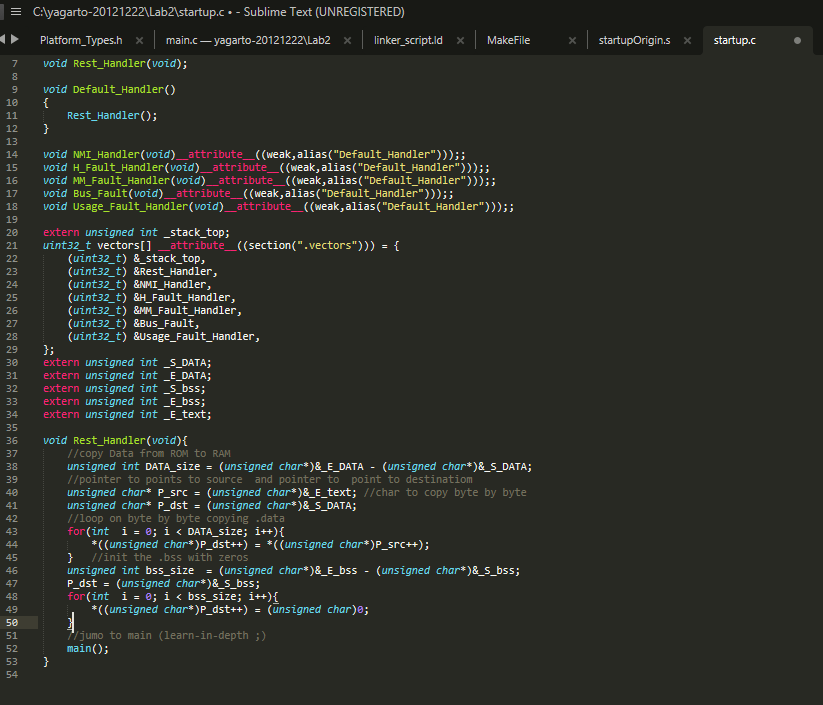 C:\yagarto-20121222\Lab2\startup.c • - Sublime Text (UNREGISTERED)
Platform_Types.h × main.c — yagarto-20121222\Lab2 × linker_script.ld × MakeFile × startupOrigin.s × startup.c
7 void Rest_Handler(void);
8
9 void Default_Handler()
10 {
11 Rest_Handler();
12 }
13
14 void NMI_Handler(void)__attribute__((weak,alias("Default_Handler")));;
15 void H_Fault_Handler(void)__attribute__((weak,alias("Default_Handler")));;
16 void MM_Fault_Handler(void)__attribute__((weak,alias("Default_Handler")));;
17 void Bus_Fault(void)__attribute__((weak,alias("Default_Handler")));;
18 void Usage_Fault_Handler(void)__attribute__((weak,alias("Default_Handler")));;
19
20 extern unsigned int _stack_top;
21 uint32_t vectors[] __attribute__((section(".vectors"))) = {
22 (uint32_t) &_stack_top,
23 (uint32_t) &Rest_Handler,
24 (uint32_t) &NMI_Handler,
25 (uint32_t) &H_Fault_Handler,
26 (uint32_t) &MM_Fault_Handler,
27 (uint32_t) &Bus_Fault,
28 (uint32_t) &Usage_Fault_Handler,
29 };
30 extern unsigned int _S_DATA;
31 extern unsigned int _E_DATA;
32 extern unsigned int _S_bss;
33 extern unsigned int _E_bss;
34 extern unsigned int _E_text;
35
36 void Rest_Handler(void){
37 //copy Data from ROM to RAM
38 unsigned int DATA_size = (unsigned char*)&_E_DATA - (unsigned char*)&_S_DATA;
39 //pointer to points to source  and pointer to  point to destinatiom
40 unsigned char* P_src = (unsigned char*)&_E_text; //char to copy byte by byte
41 unsigned char* P_dst = (unsigned char*)&_S_DATA;
42 //loop on byte by byte copying .data
43 for(int  i = 0; i < DATA_size; i++){
44 *((unsigned char*)P_dst++) = *((unsigned char*)P_src++);
45 } //init the .bss with zeros
46 unsigned int bss_size  = (unsigned char*)&_E_bss - (unsigned char*)&_S_bss;
47 P_dst = (unsigned char*)&_S_bss;
48 for(int  i = 0; i < bss_size; i++){
49 *((unsigned char*)P_dst++) = (unsigned char)0;
50 }
51 //jumo to main (learn-in-depth ;)
52 main();
53 }
54